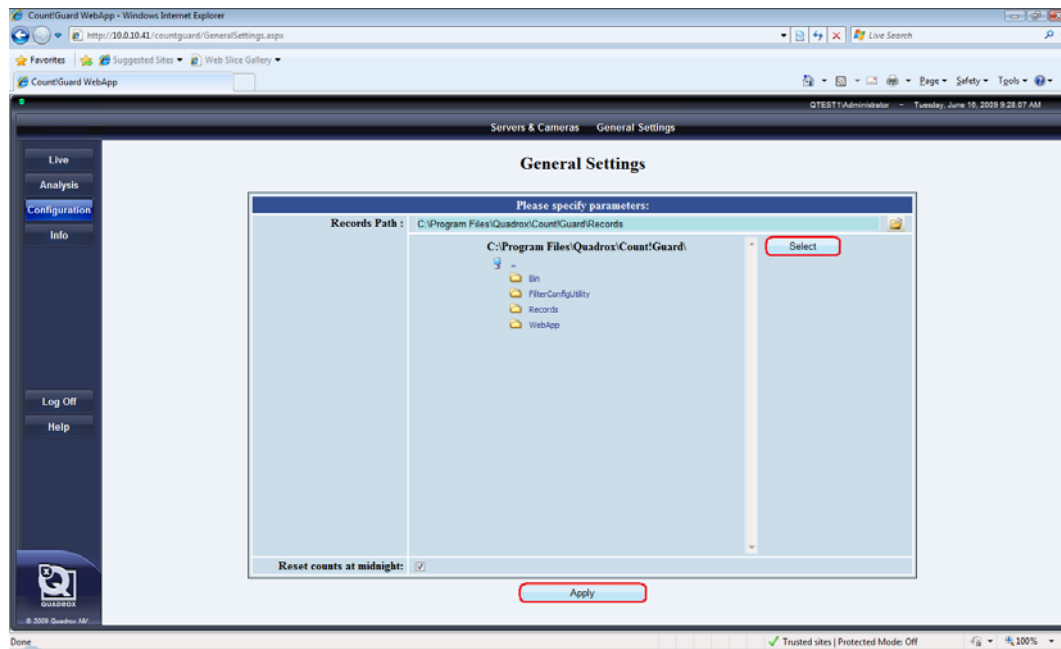 Count!Guard WebApp - Windows Internet Explorer
http://10.0.10.41/countguard/GeneralSettings.aspx
Live Search
Favorites
Suggested Sites
Web Slice Gallery
Count!Guard WebApp
Page
Safety
Tools
QTEST1\Administrator – Tuesday, June 16, 2009 9:28:07 AM
Servers & Cameras General Settings
Live
Analysis
Configuration
Info
Log Off
Help
General Settings
Please specify parameters:
Records Path : C:\Program Files\Quadrox\Count!Guard\Records
C:\Program Files\Quadrox\Count!Guard\
..
Bin
FilterConfigUtility
Records
WebApp
Select
Reset counts at midnight:
Apply
QUADROX
© 2009 Quadrox NV
Done
Trusted sites | Protected Mode: Off
100%